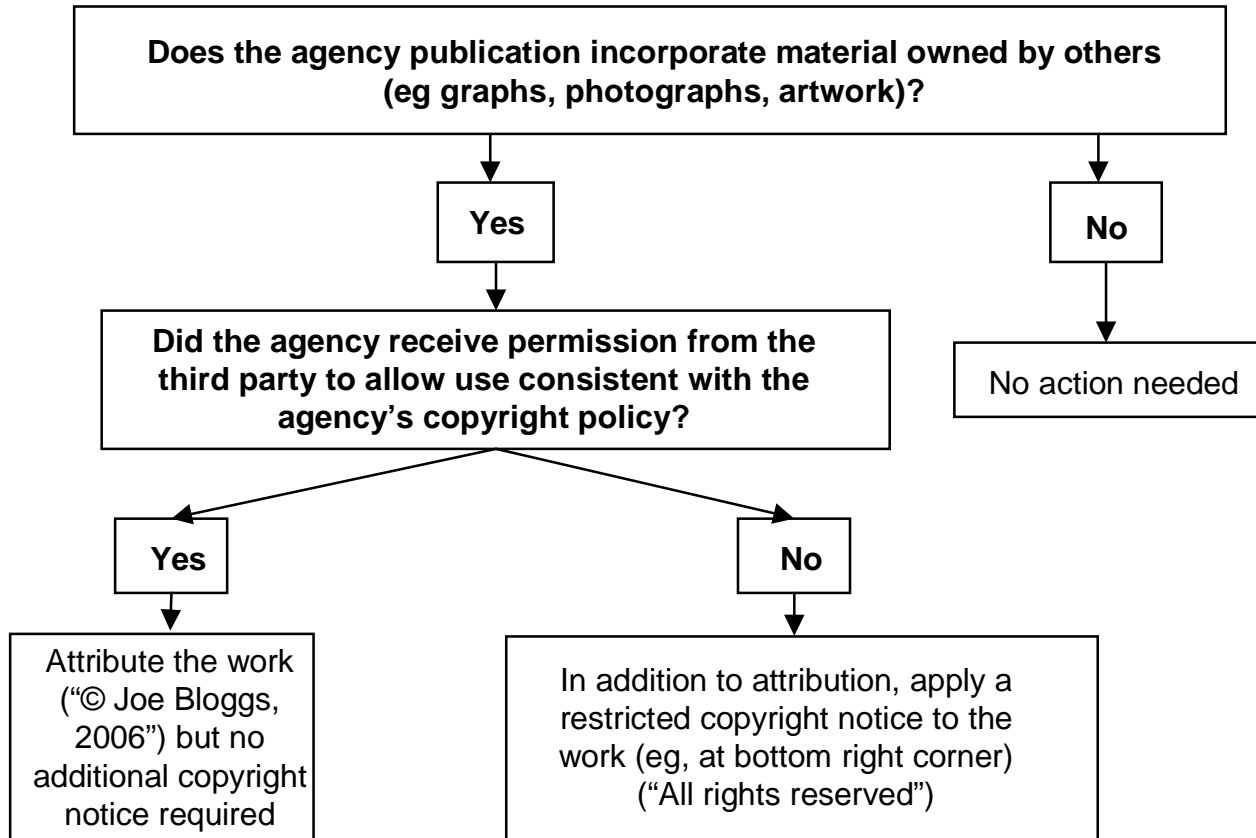 Does the agency publication incorporate material owned by others
(eg graphs, photographs, artwork)?
Yes
No
Did the agency receive permission from the
third party to allow use consistent with the
agency’s copyright policy?
No action needed
Yes
No
Attribute the work
(“© Joe Bloggs,
2006”) but no
additional copyright
notice required
In addition to attribution, apply a
restricted copyright notice to the
work (eg, at bottom right corner)
(“All rights reserved”)